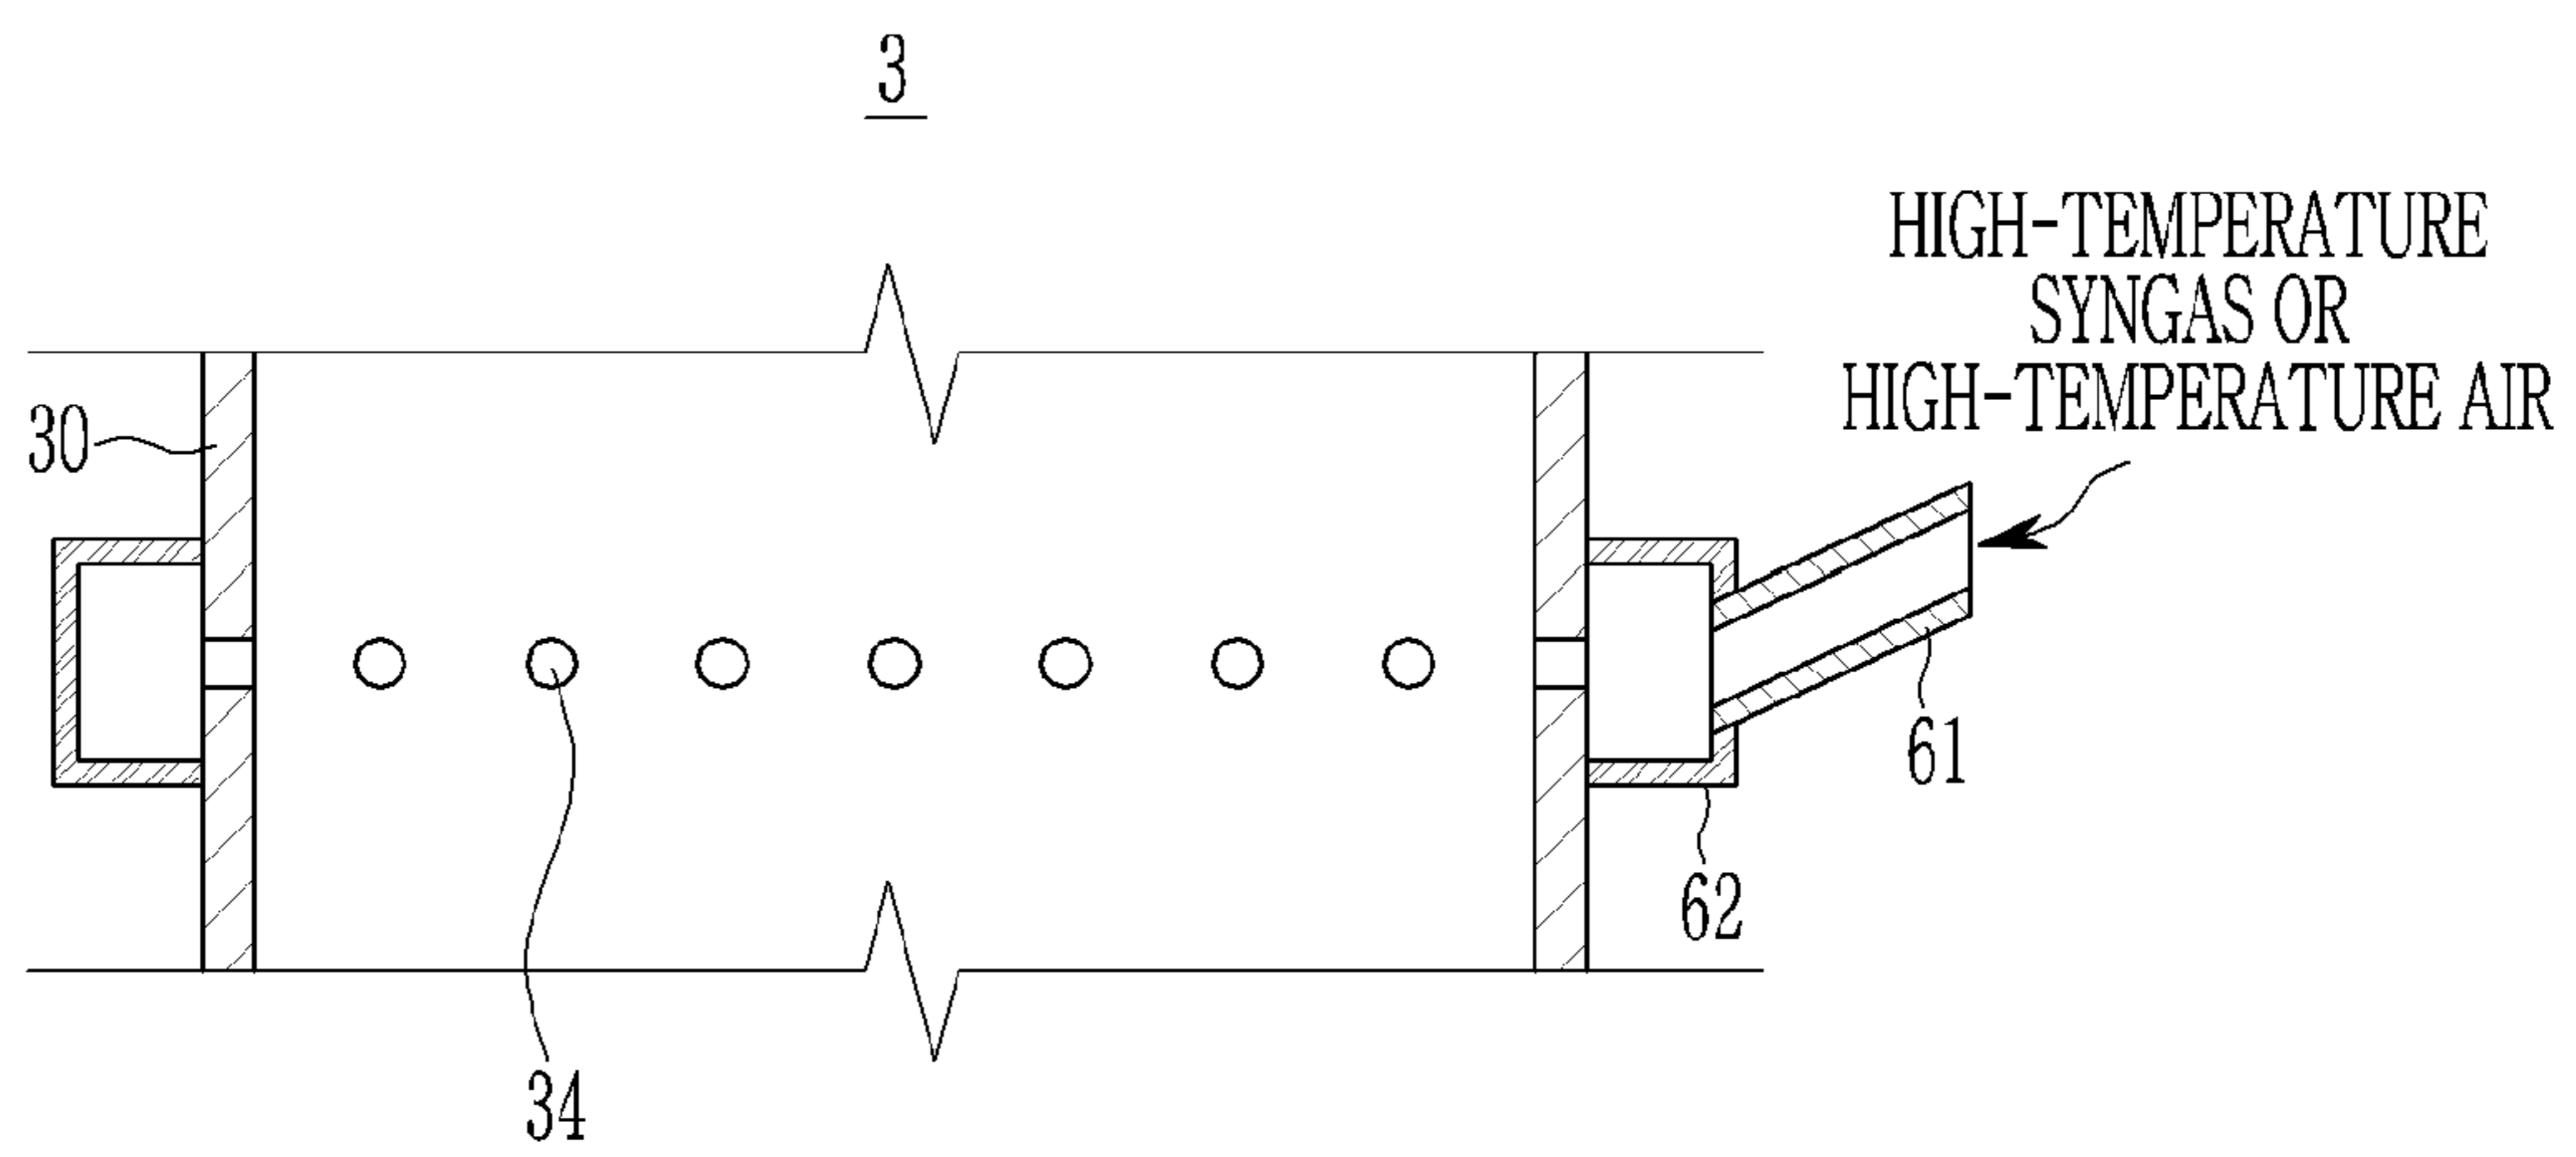 3
HIGH-TEMPERATURE
SYNGAS OR
HIGH-TEMPERATURE AIR
30
61
62
34